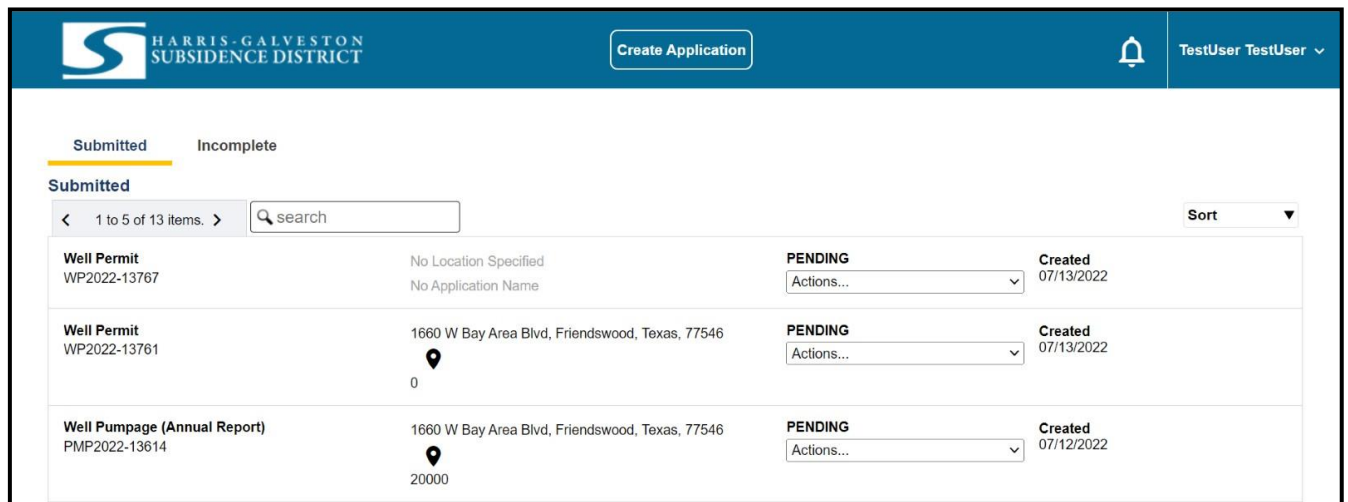 HARRIS-GALVESTON
SUBSIDENCE DISTRICT
Create Application
TestUser TestUser
Submitted
Incomplete
Submitted
1 to 5 of 13 items.
search
Sort
Well Permit
WP2022-13767
No Location Specified
No Application Name
PENDING
Actions...
Created
07/13/2022
Well Permit
WP2022-13761
1660 W Bay Area Blvd, Friendswood, Texas, 77546
0
PENDING
Actions...
Created
07/13/2022
Well Pumpage (Annual Report)
PMP2022-13614
1660 W Bay Area Blvd, Friendswood, Texas, 77546
20000
PENDING
Actions...
Created
07/12/2022